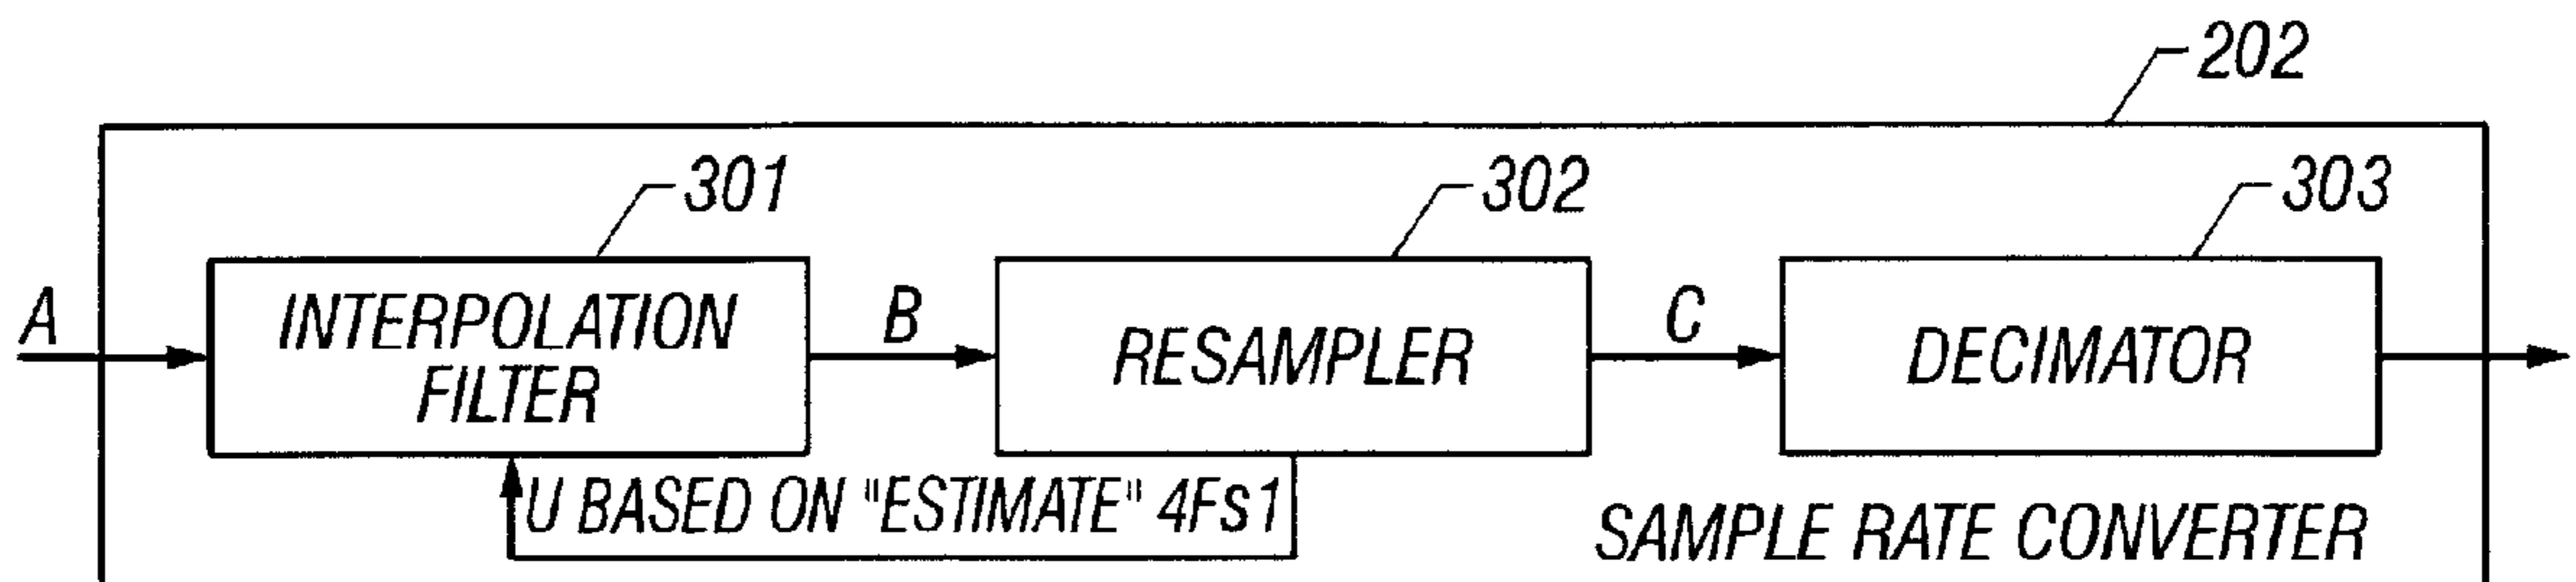 202
301
302
303
A
INTERPOLATION
FILTER
B
RESAMPLER
C
DECIMATOR
U BASED ON "ESTIMATE" 4Fs1
SAMPLE RATE CONVERTER